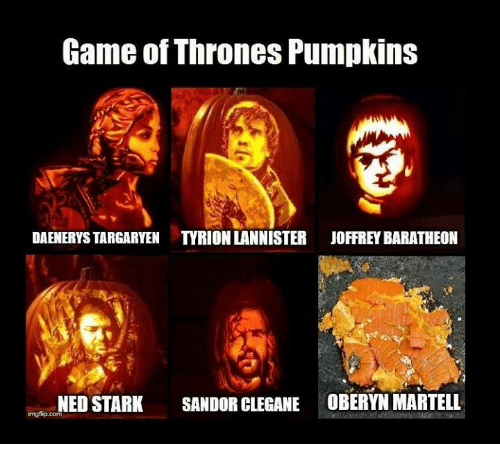 Game of Thrones Pumpkins
DAENERYS TARGARYEN
TYRION LANNISTER
JOFFREY BARATHEON
NED STARK
SANDOR CLEGANE
OBERYN MARTELL
imgflip.com